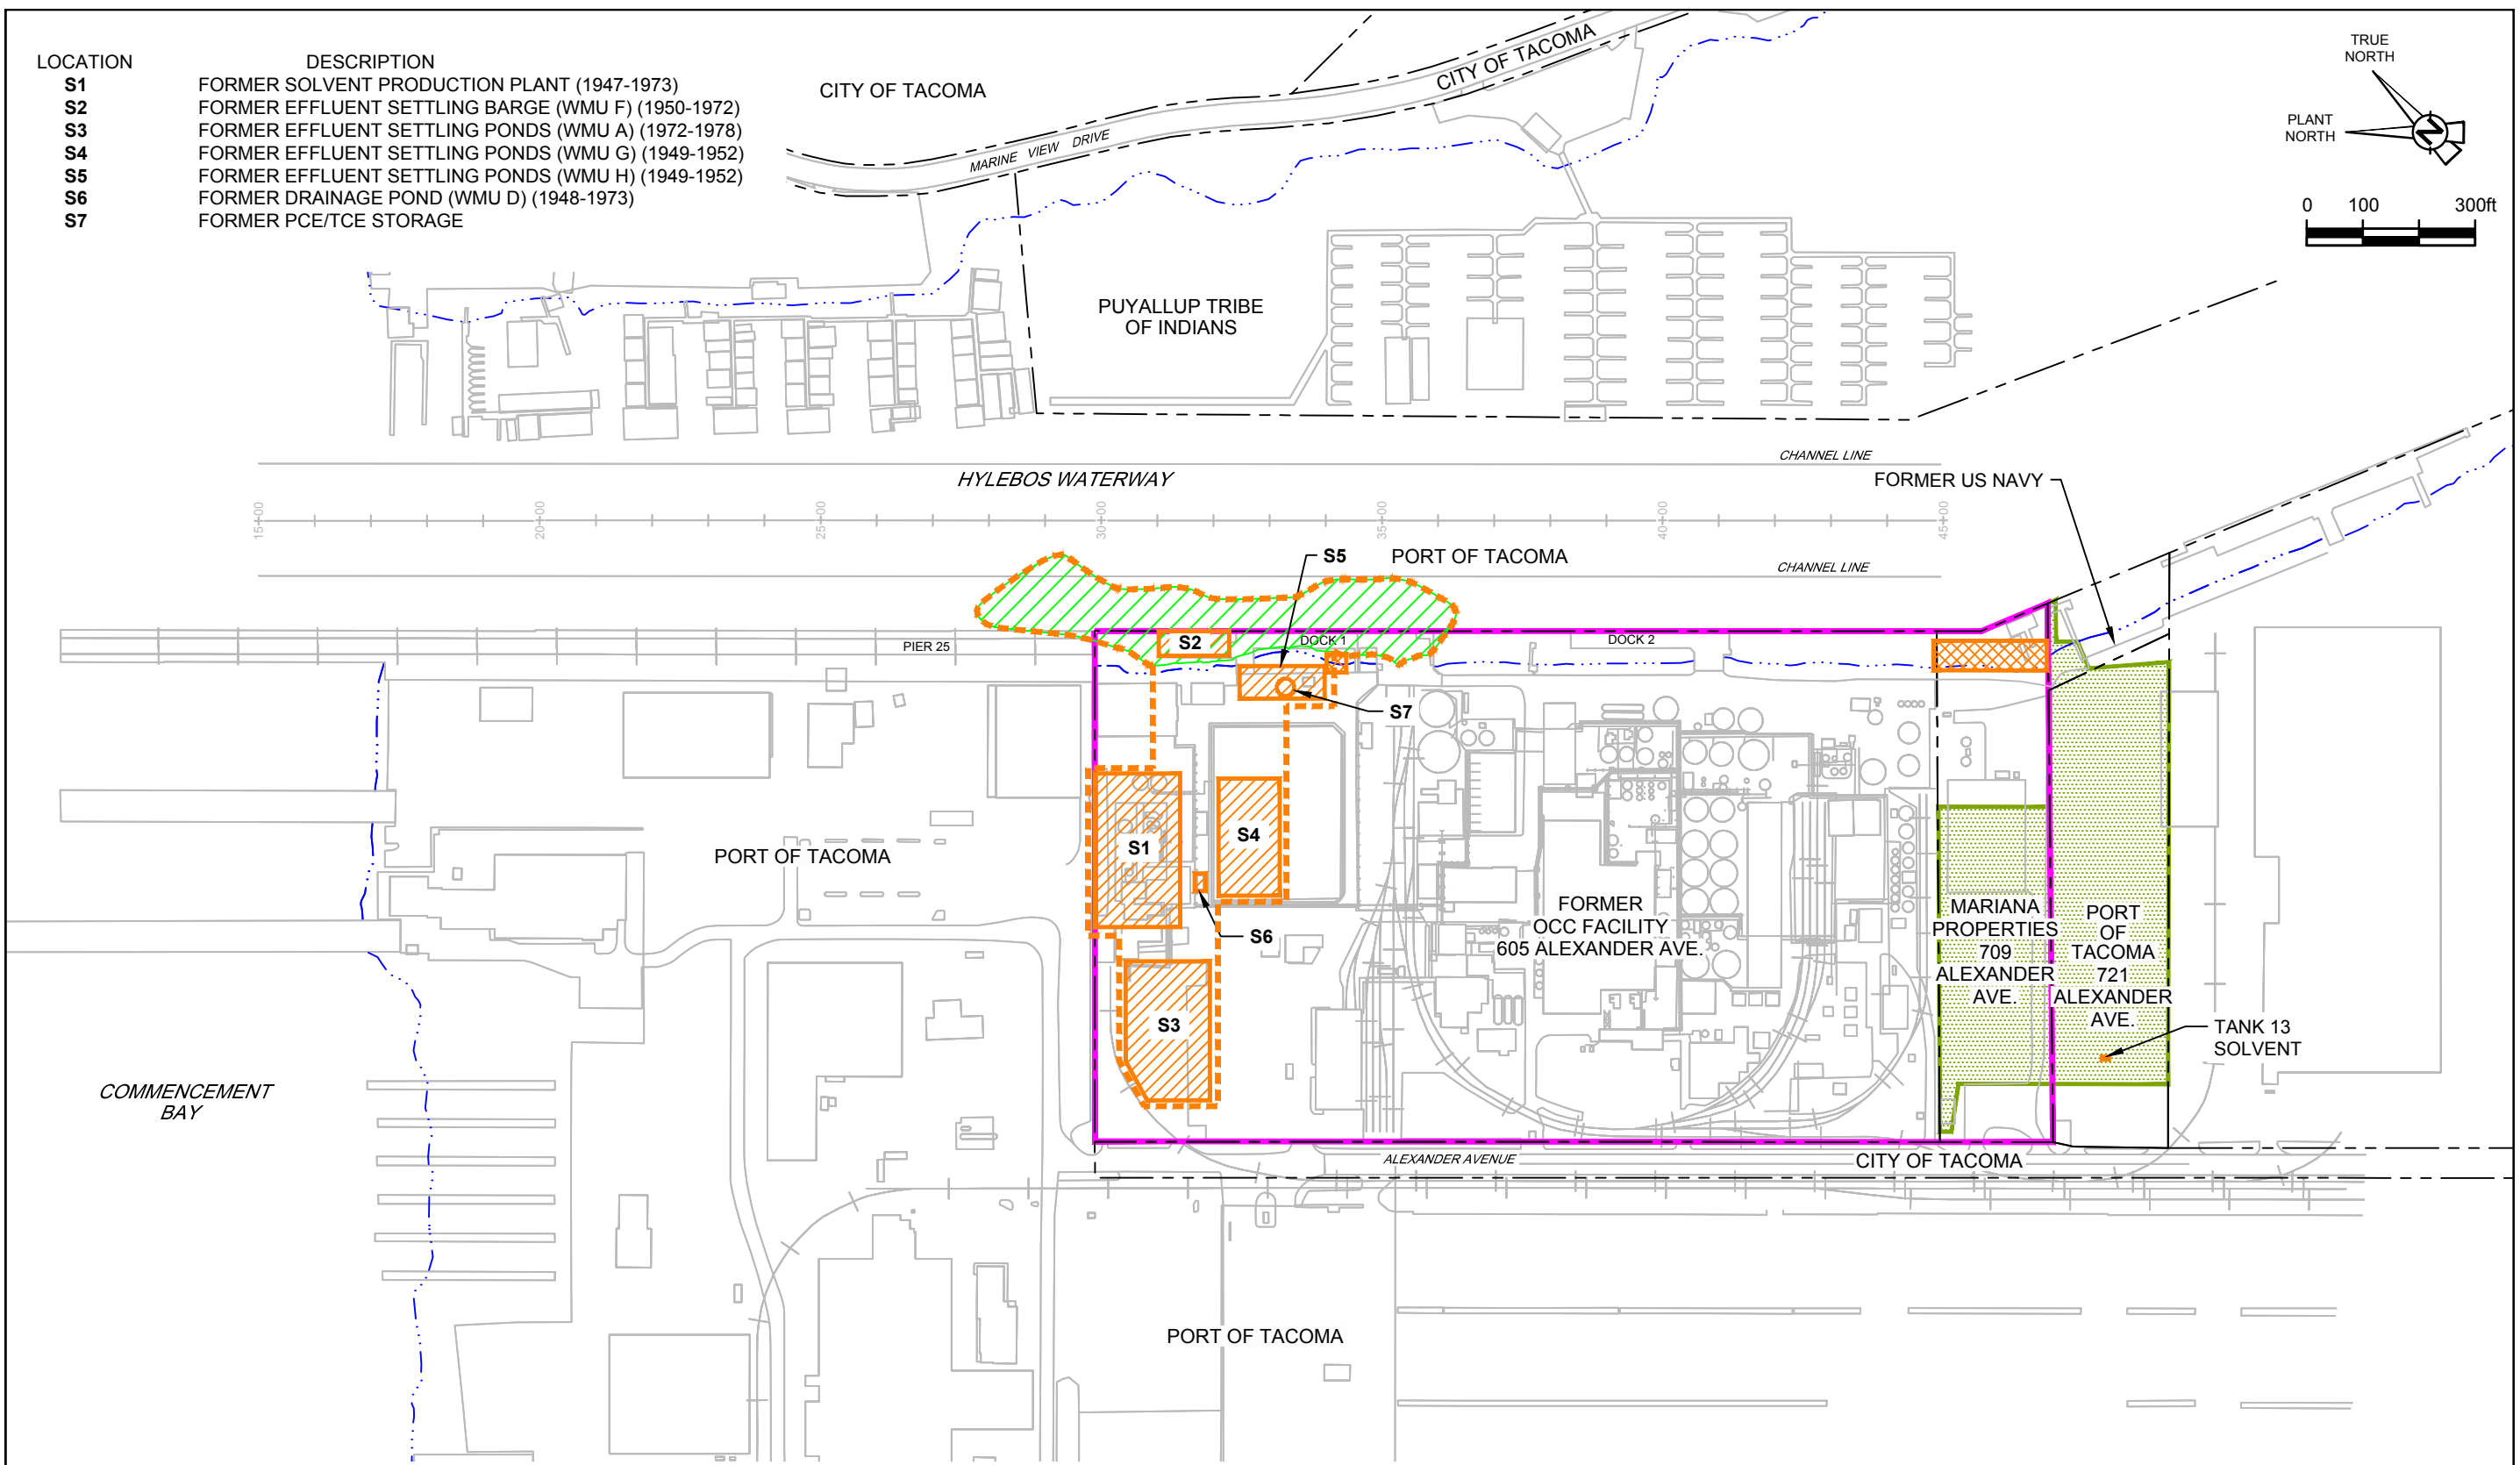 LOCATION DESCRIPTION
S1 FORMER SOLVENT PRODUCTION PLANT (1947-1973)
S2 FORMER EFFLUENT SETTLING BARGE (WMU F) (1950-1972)
S3 FORMER EFFLUENT SETTLING PONDS (WMU A) (1972-1978)
S4 FORMER EFFLUENT SETTLING PONDS (WMU G) (1949-1952)
S5 FORMER EFFLUENT SETTLING PONDS (WMU H) (1949-1952)
S6 FORMER DRAINAGE POND (WMU D) (1948-1973)
S7 FORMER PCE/TCE STORAGE
CITY OF TACOMA
CITY OF TACOMA
MARINE VIEW DRIVE
TRUE
NORTH
PLANT
NORTH
N
0 100 300ft
PUYALLUP TRIBE
OF INDIANS
CHANNEL LINE
HYLEBOS WATERWAY
FORMER US NAVY
15+00
20+00
25+00
30+00
35+00
40+00
45+00
S5
PORT OF TACOMA
CHANNEL LINE
PIER 25
S2
DOCK 1
DOCK 2
S7
S1
S4
PORT OF TACOMA
S6
FORMER
OCC FACILITY
605 ALEXANDER AVE.
MARIANA
PROPERTIES
709
ALEXANDER
AVE.
PORT
OF
TACOMA
721
ALEXANDER
AVE.
S3
TANK 13
SOLVENT
COMMENCEMENT
BAY
ALEXANDER AVENUE
CITY OF TACOMA
PORT OF TACOMA